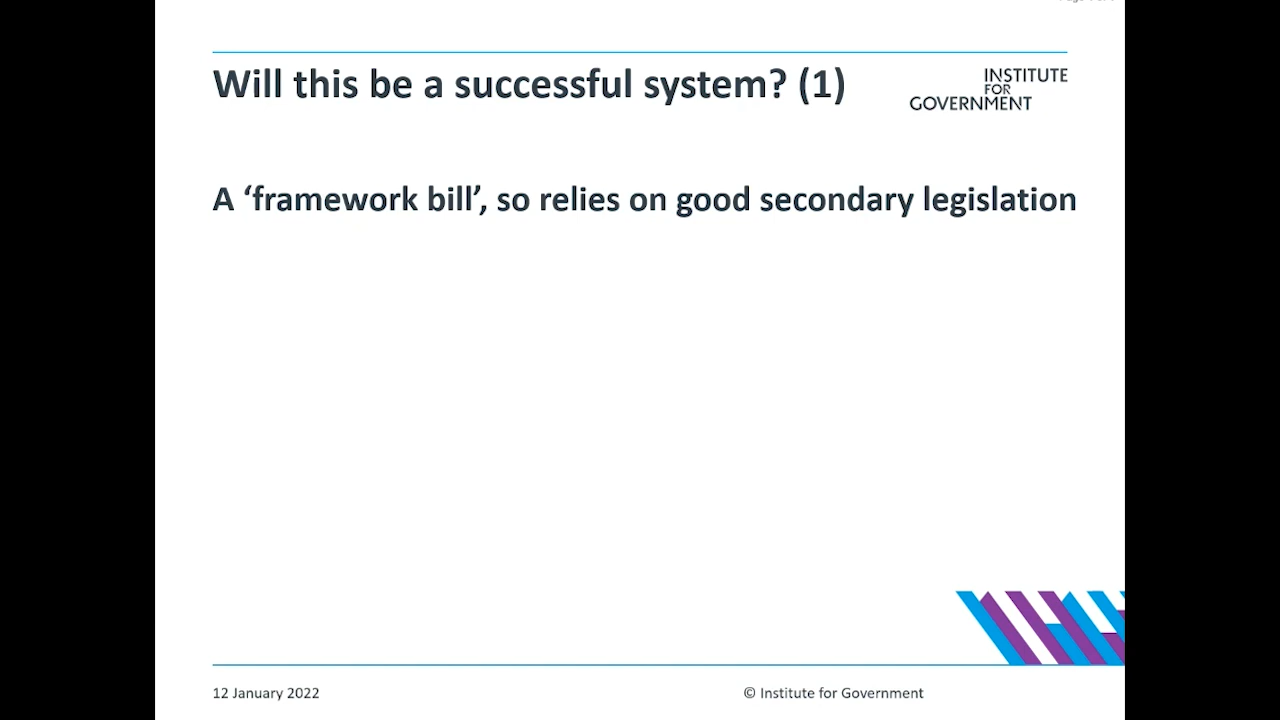 Will this be a successful system? (1)
INSTITUTE
FOR
GOVERNMENT
A ‘framework bill’, so relies on good secondary legislation
12 January 2022
© Institute for Government